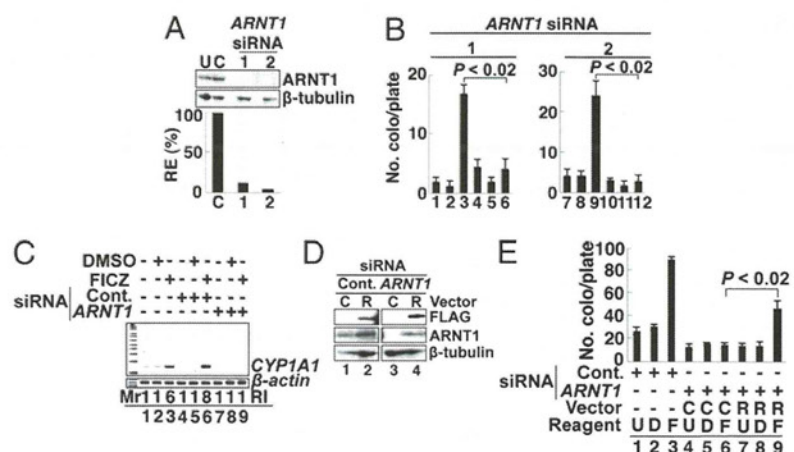 A
ARNT1
siRNA
U C 1 2
ARNT1
β-tubulin
100
50
0
RE (%)
C 1 2
B
ARNT1 siRNA
1 2
20
10
0
No. colo/plate
P < 0.02
1 2 3 4 5 6
30
20
10
0
P < 0.02
7 8 9 10 11 12
C
DMSO - + - - + - - + -
FICZ - - + - - + - - +
siRNA
Cont. - - - + + + - - -
ARNT1 - - - - - - + + +
CYP1A1
β-actin
Mr 1 1 6 1 1 8 1 1 1 RI
1 2 3 4 5 6 7 8 9
D
siRNA
Cont. ARNT1
C R C R Vector
FLAG
ARNT1
β-tubulin
1 2 3 4
E
100
80
60
40
20
0
No. colo/plate
P < 0.02
siRNA
Cont. + + + - - - - - -
ARNT1 - - - + + + + + +
Vector - - - C C C R R R
Reagent U D F U D F U D F
1 2 3 4 5 6 7 8 9